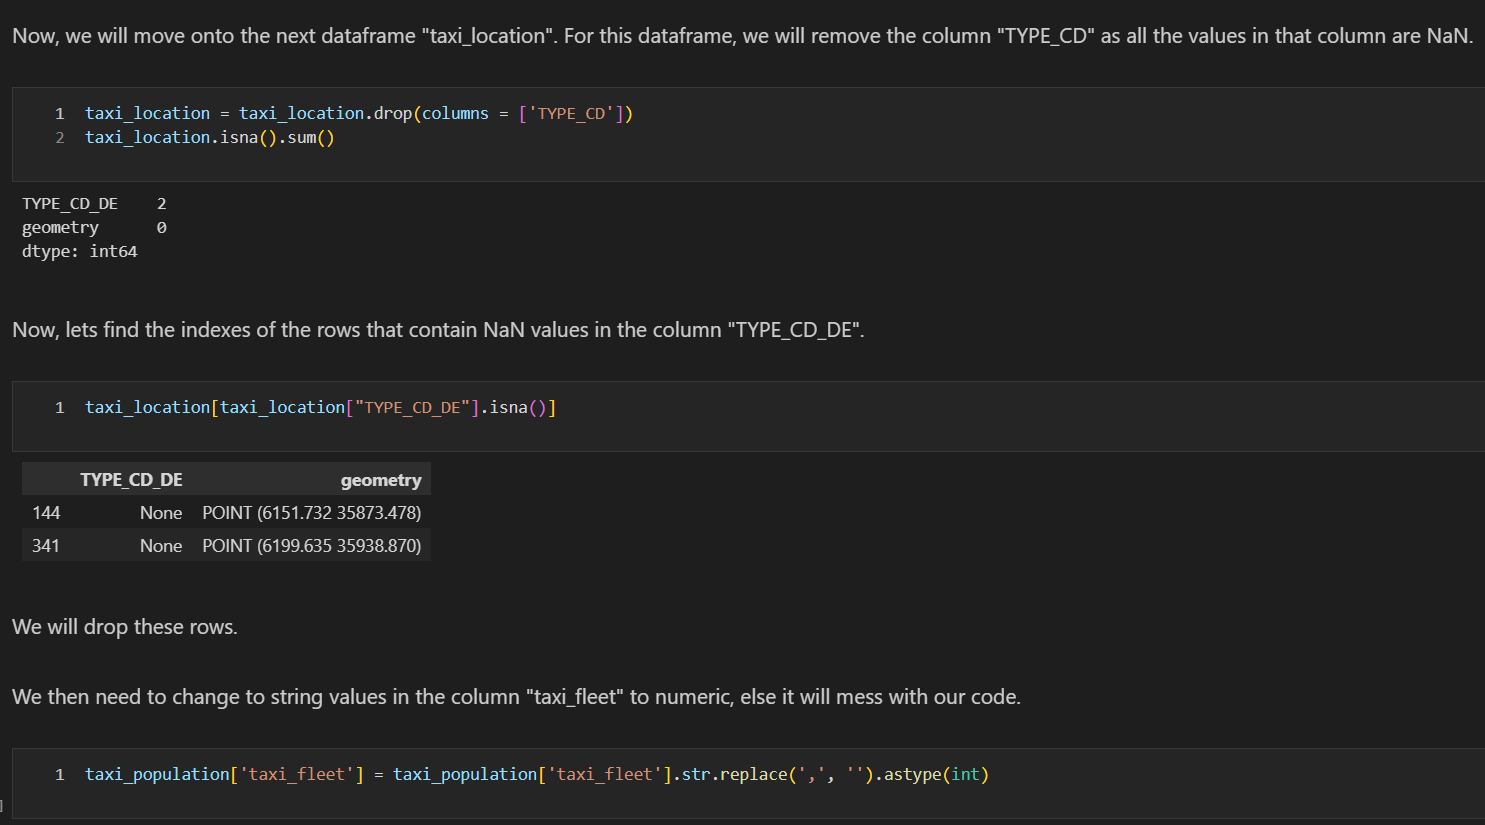 Now, we will move onto the next dataframe "taxi_location". For this dataframe, we will remove the column "TYPE_CD" as all the values in that column are NaN.
1 taxi_location = taxi_location.drop(columns = ['TYPE_CD'])
2 taxi_location.isna().sum()
TYPE_CD_DE 2
geometry 0
dtype: int64
Now, lets find the indexes of the rows that contain NaN values in the column "TYPE_CD_DE".
1 taxi_location[taxi_location["TYPE_CD_DE"].isna()]
TYPE_CD_DE geometry
144 None POINT (6151.732 35873.478)
341 None POINT (6199.635 35938.870)
We will drop these rows.
We then need to change to string values in the column "taxi_fleet" to numeric, else it will mess with our code.
1 taxi_population['taxi_fleet'] = taxi_population['taxi_fleet'].str.replace(',', '').astype(int)
]